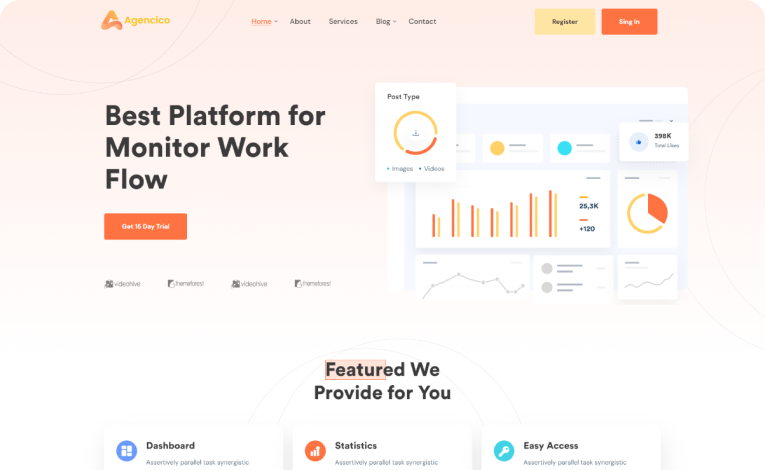 Agencico
Home
About
Services
Blog
Contact
Register
Sing In
Best Platform for
Monitor Work
Flow
Get 15 Day Trial
videohive
themeforest
videohive
themeforest
Post Type
Images
Videos
398K
Total Likes
25,3K
+120
Featured We
Provide for You
Dashboard
Assertively parallel task synergistic
Statistics
Assertively parallel task synergistic
Easy Access
Assertively parallel task synergistic